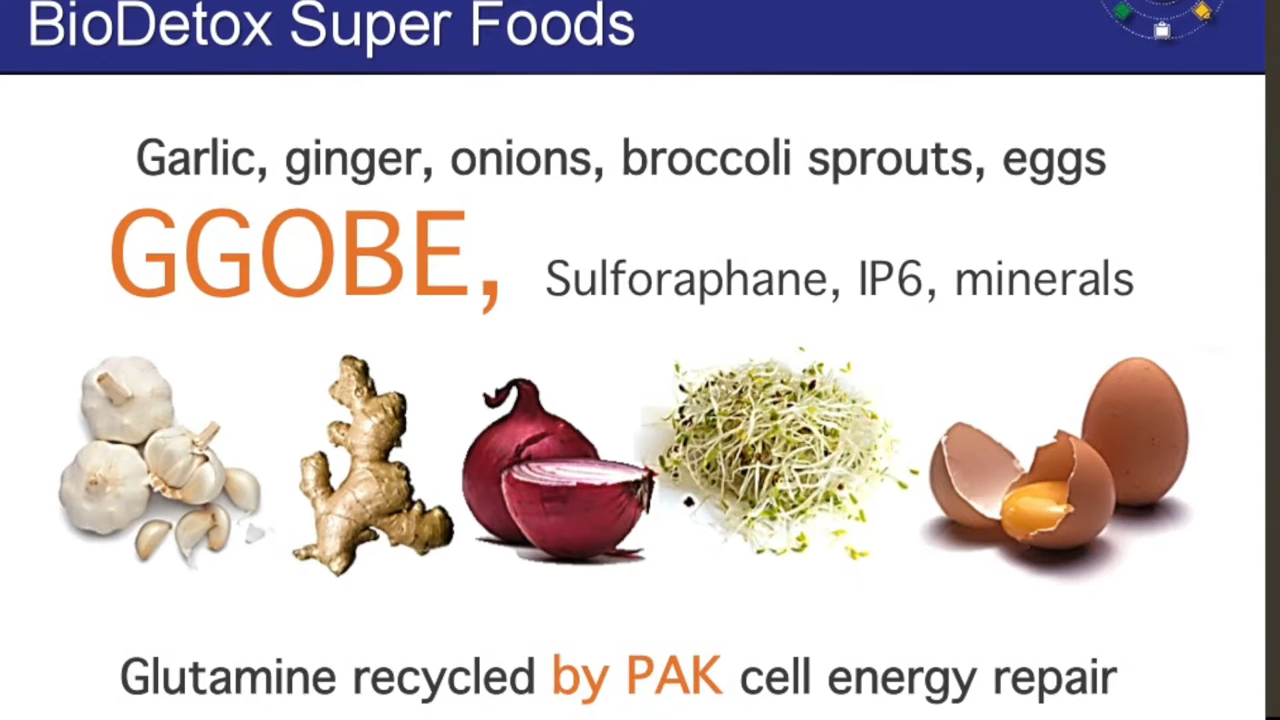 BioDetox Super Foods
Garlic, ginger, onions, broccoli sprouts, eggs
GGOBE, Sulforaphane, IP6, minerals
Glutamine recycled by PAK cell energy repair